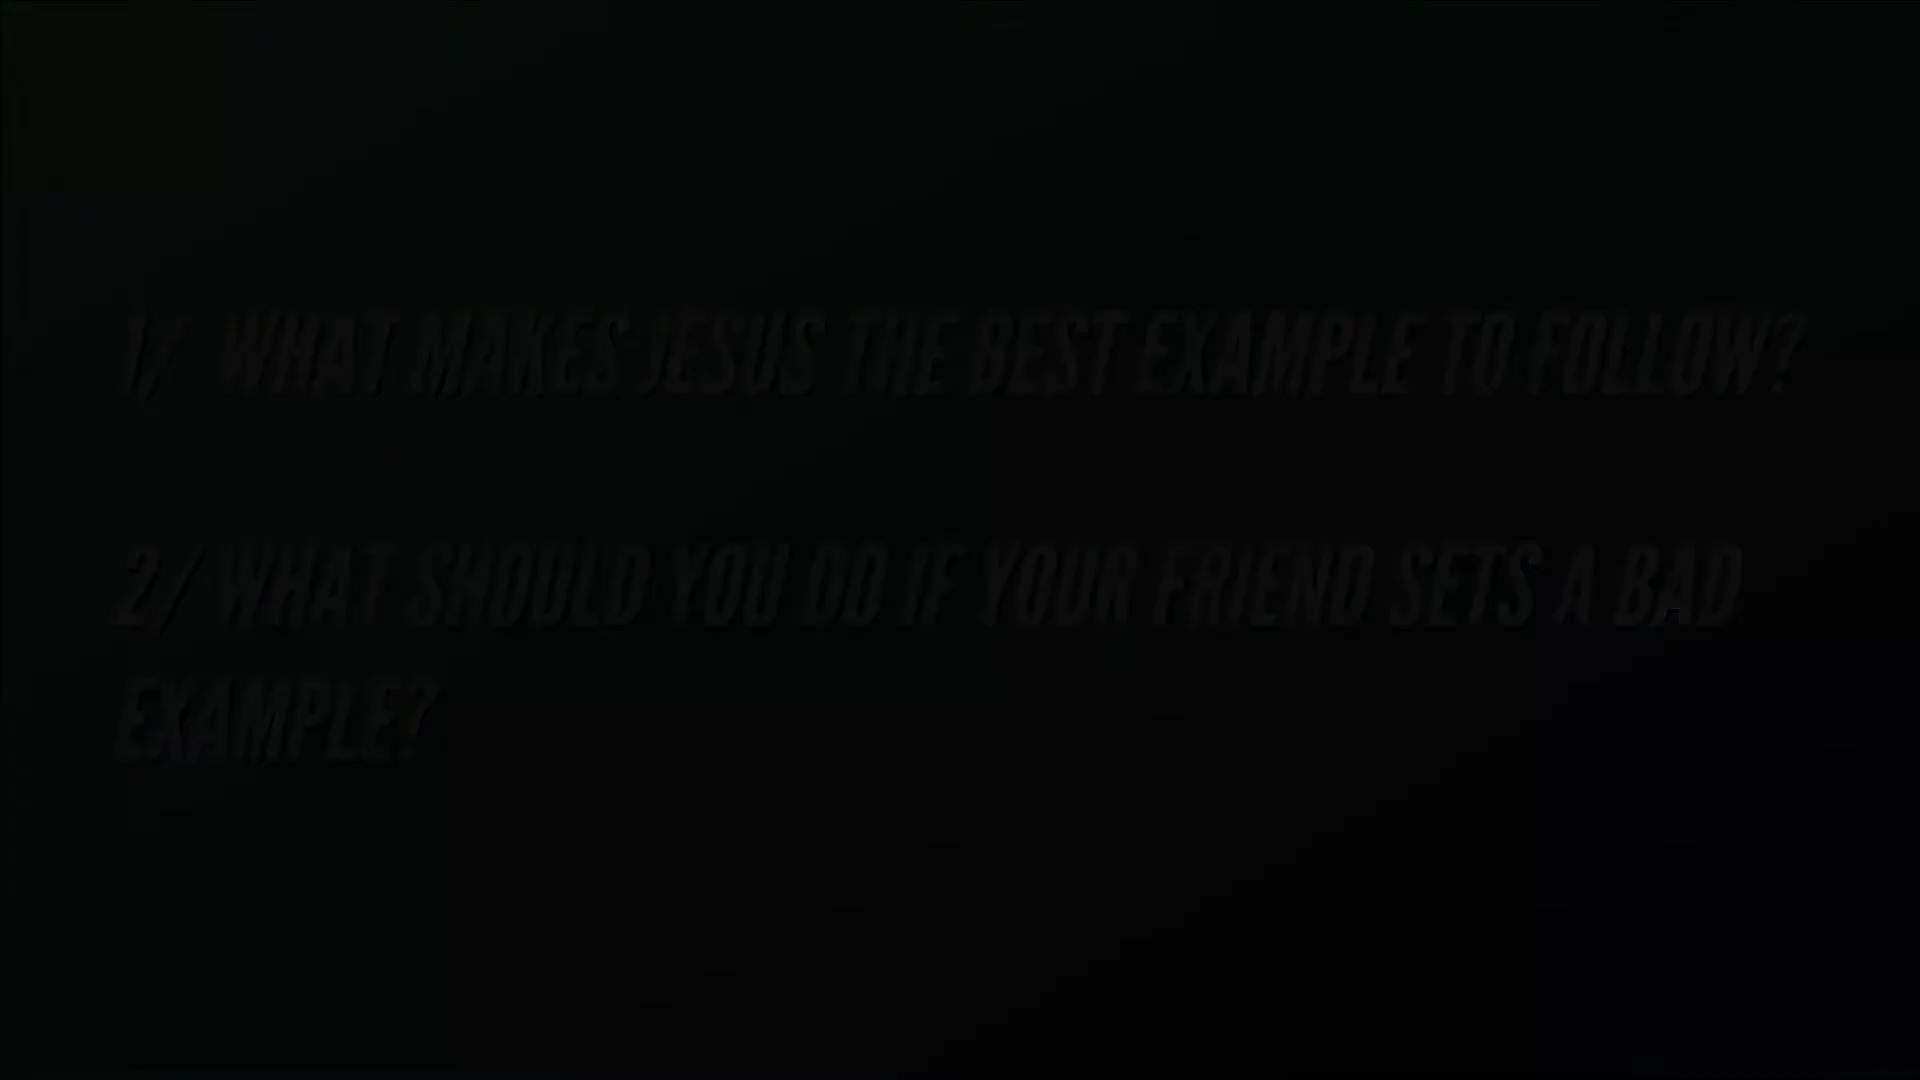 1/ WHAT MAKES JESUS THE BEST EXAMPLE TO FOLLOW?
2/ WHAT SHOULD YOU DO IF YOUR FRIEND SETS A BAD
EXAMPLE?